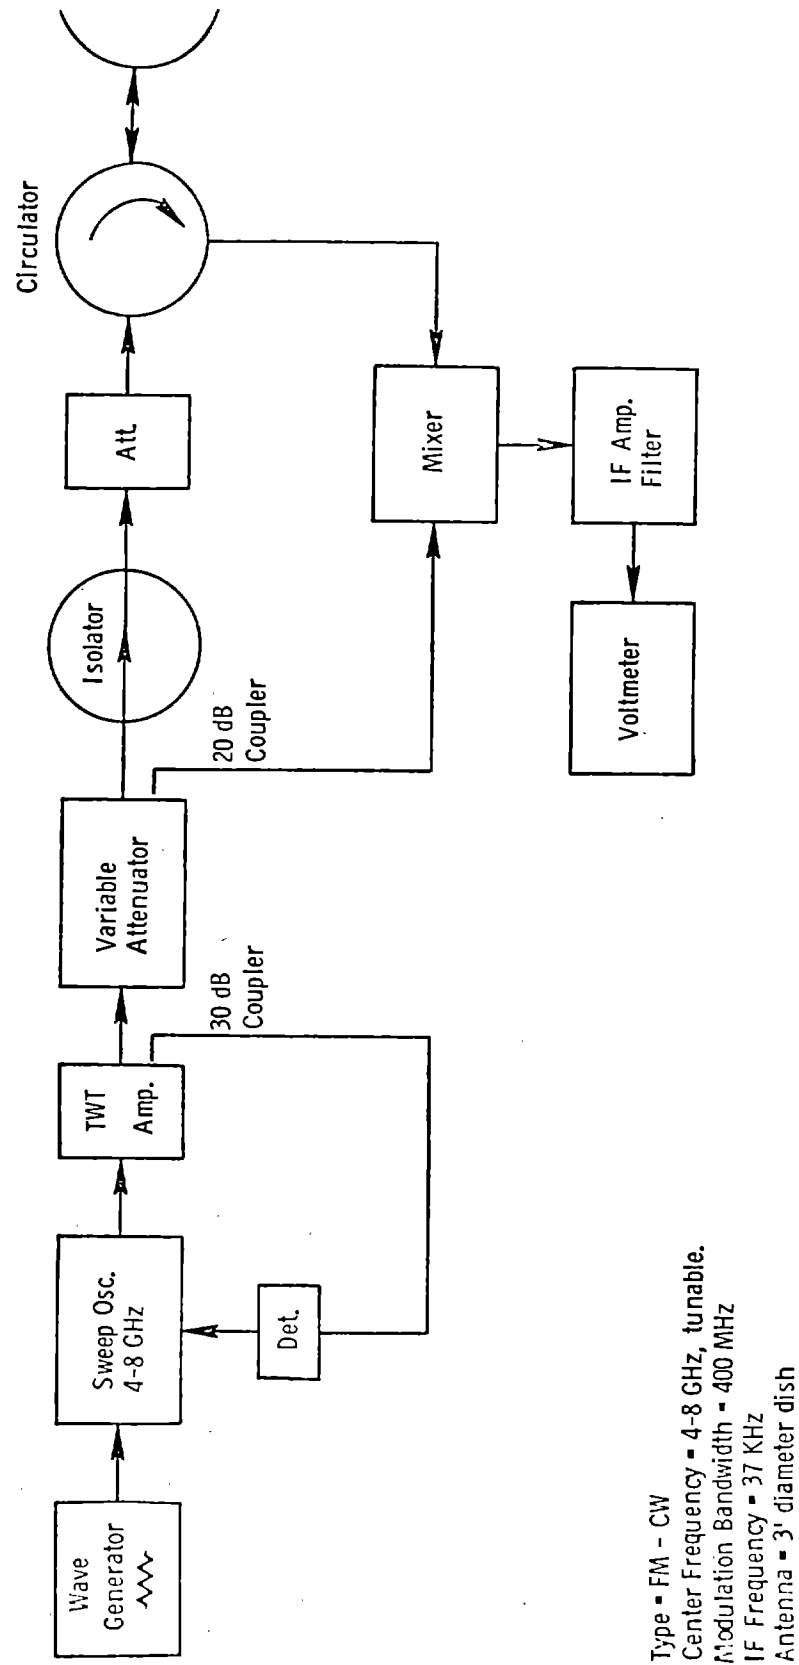 Wave
Generator
Sweep Osc.
4-8 GHz
Det.
TWT
Amp.
30 dB
Coupler
Variable
Attenuator
20 dB
Coupler
Isolator
Att.
Circulator
Mixer
IF Amp.
Filter
Voltmeter
Type = FM - CW
Center Frequency = 4-8 GHz, tunable.
Modulation Bandwidth = 400 MHz
IF Frequency = 37 KHz
Antenna = 3' diameter dish